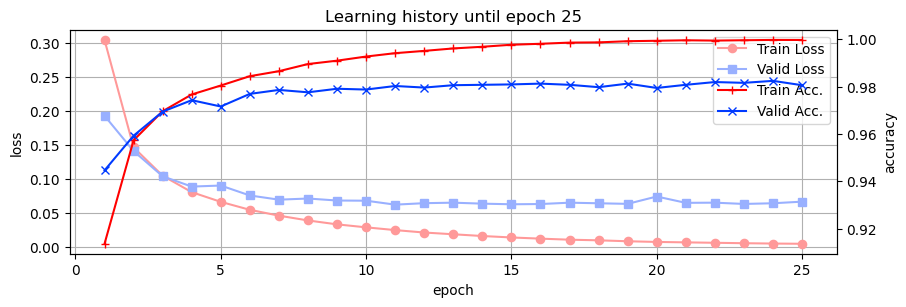 Learning history until epoch 25
loss
0.30
0.25
0.20
0.15
0.10
0.05
0.00
0 5 10 15 20 25
epoch
1.00
0.98
0.96
0.94
0.92
accuracy
Train Loss
Valid Loss
Train Acc.
Valid Acc.